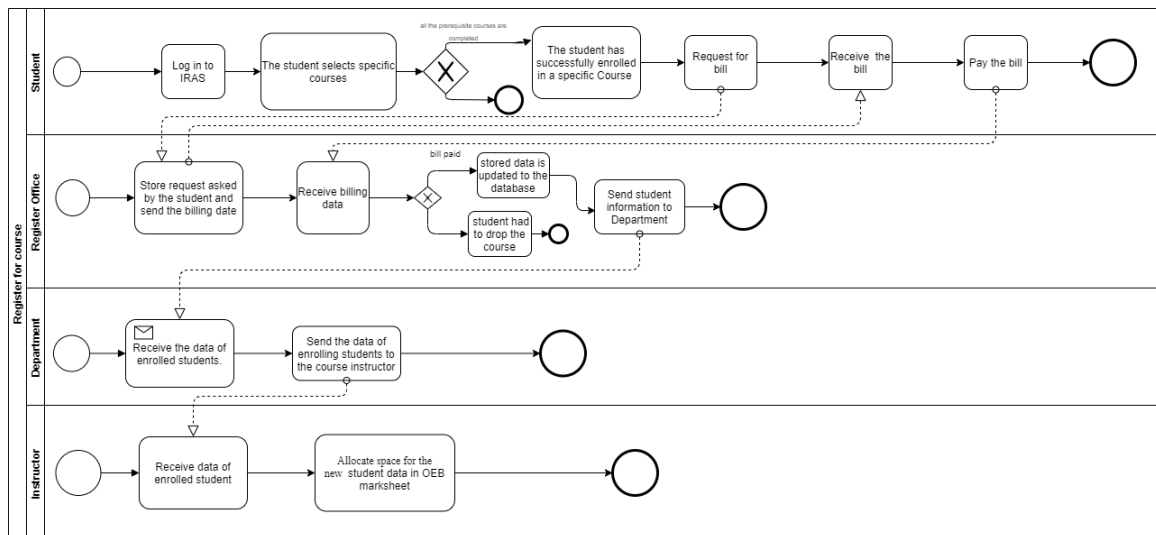 Register for course
Student
all the prerequisite courses are
completed
Log in to
IRAS
The student selects specific
courses
The student has
successfully enrolled
in a specific Course
Request for
bill
Receive the
bill
Pay the bill
Register Office
bill paid
Store request asked
by the student and
send the billing date
Receive billing
data
stored data is
updated to the
database
student had
to drop the
course
Send student
information to
Department
Department
Receive the data of
enrolled students.
Send the data of
enrolling students to
the course instructor
Instructor
Receive data of
enrolled student
Allocate space for the
new student data in OEB
marksheet